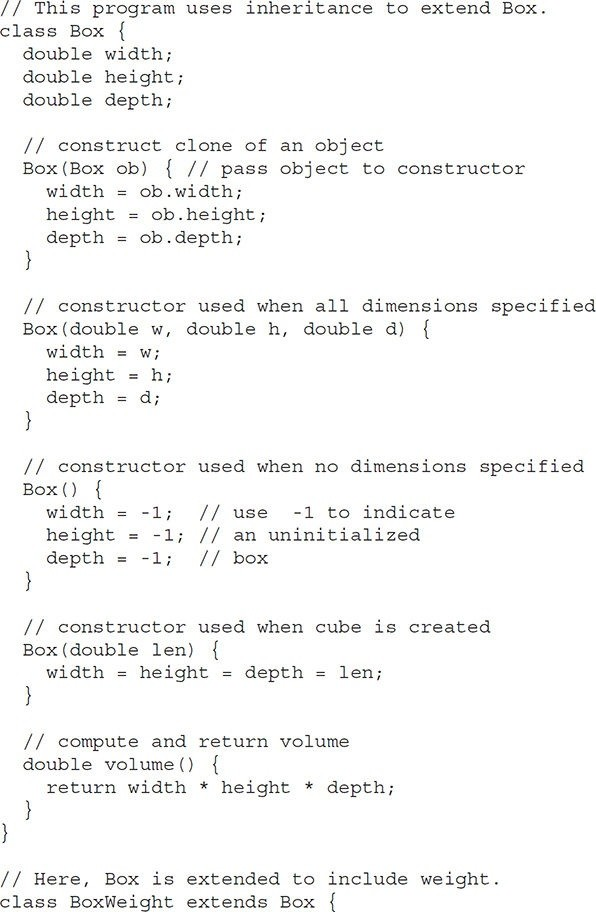 // This program uses inheritance to extend Box.
class Box {
  double width;
  double height;
  double depth;

  // construct clone of an object
  Box(Box ob) { // pass object to constructor
    width = ob.width;
    height = ob.height;
    depth = ob.depth;
  }

  // constructor used when all dimensions specified
  Box(double w, double h, double d) {
    width = w;
    height = h;
    depth = d;
  }

  // constructor used when no dimensions specified
  Box() {
    width = -1;  // use  -1 to indicate
    height = -1; // an uninitialized
    depth = -1;  // box
  }

  // constructor used when cube is created
  Box(double len) {
    width = height = depth = len;
  }

  // compute and return volume
  double volume() {
    return width * height * depth;
  }
}

// Here, Box is extended to include weight.
class BoxWeight extends Box {